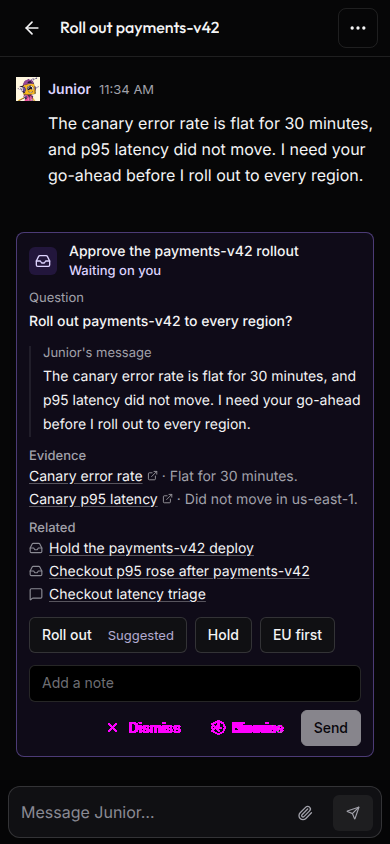 Roll out payments-v42
Junior 11:34 AM
The canary error rate is flat for 30 minutes,
and p95 latency did not move. I need your
go-ahead before I roll out to every region.
Approve the payments-v42 rollout
Waiting on you
Question
Roll out payments-v42 to every region?
Junior's message
The canary error rate is flat for 30 minutes, and
p95 latency did not move. I need your go-ahead
before I roll out to every region.
Evidence
Canary error rate · Flat for 30 minutes.
Canary p95 latency · Did not move in us-east-1.
Related
Hold the payments-v42 deploy
Checkout p95 rose after payments-v42
Checkout latency triage
Roll out Suggested Hold EU first
Add a note
Dismiss Send
Message Junior...